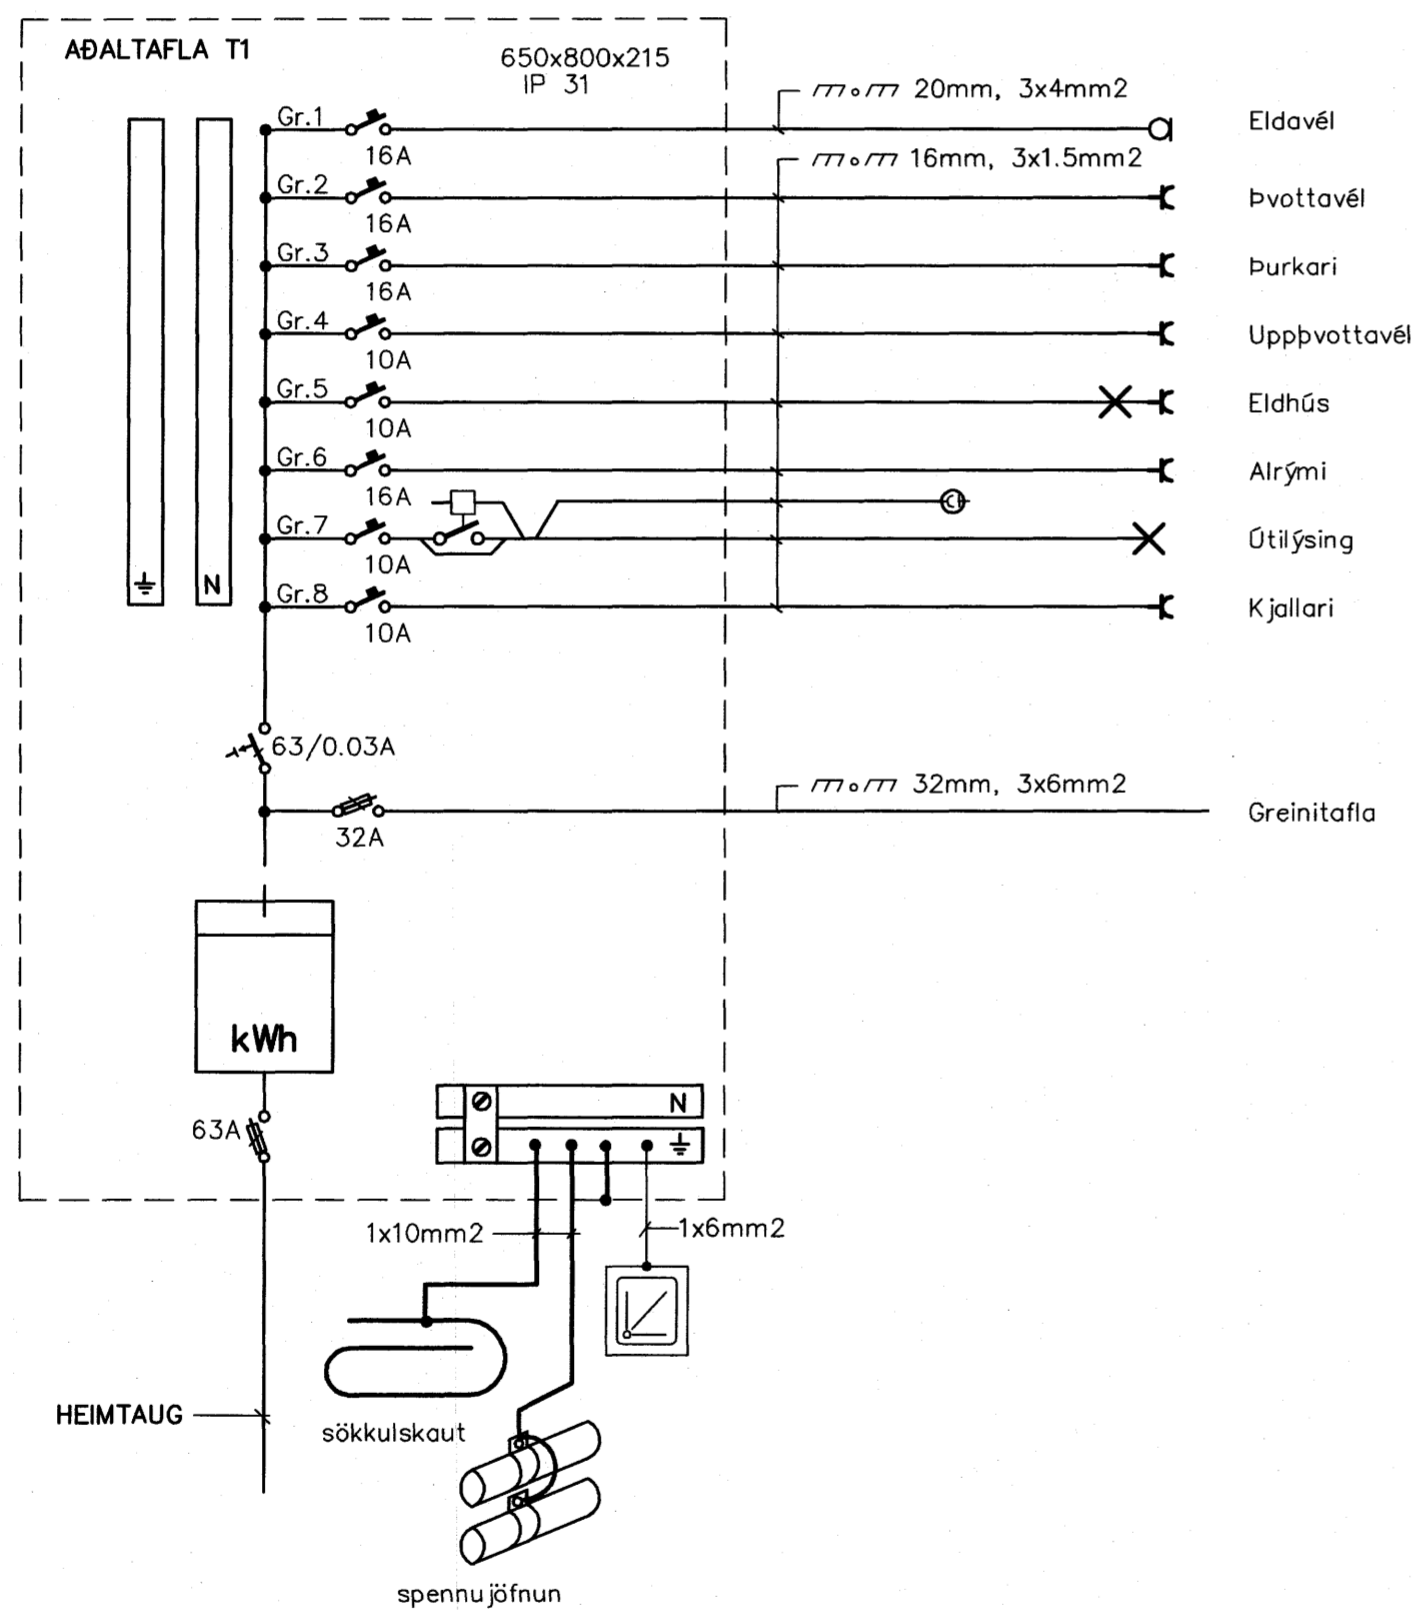 AÐALTAFLA T1
650x800x215
IP 31
20mm, 3x4mm2
Gr.1
16A
Eldavél
16mm, 3x1.5mm2
Gr.2
16A
Þvottavél
Gr.3
16A
Þurkari
Gr.4
10A
Uppþvottavél
Gr.5
10A
Eldhús
Gr.6
16A
Alrými
Gr.7
10A
Útilýsing
Gr.8
10A
Kjallari
N
63/0.03A
32mm, 3x6mm2
32A
Greinitafla
kWh
63A
N
1x10mm2
1x6mm2
HEIMTAUG
sökkulskaut
spennujöfnun